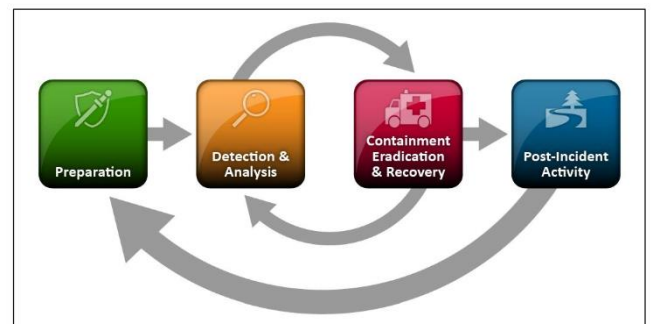 Preparation
Detection &
Analysis
Containment
Eradication
& Recovery
Post-Incident
Activity